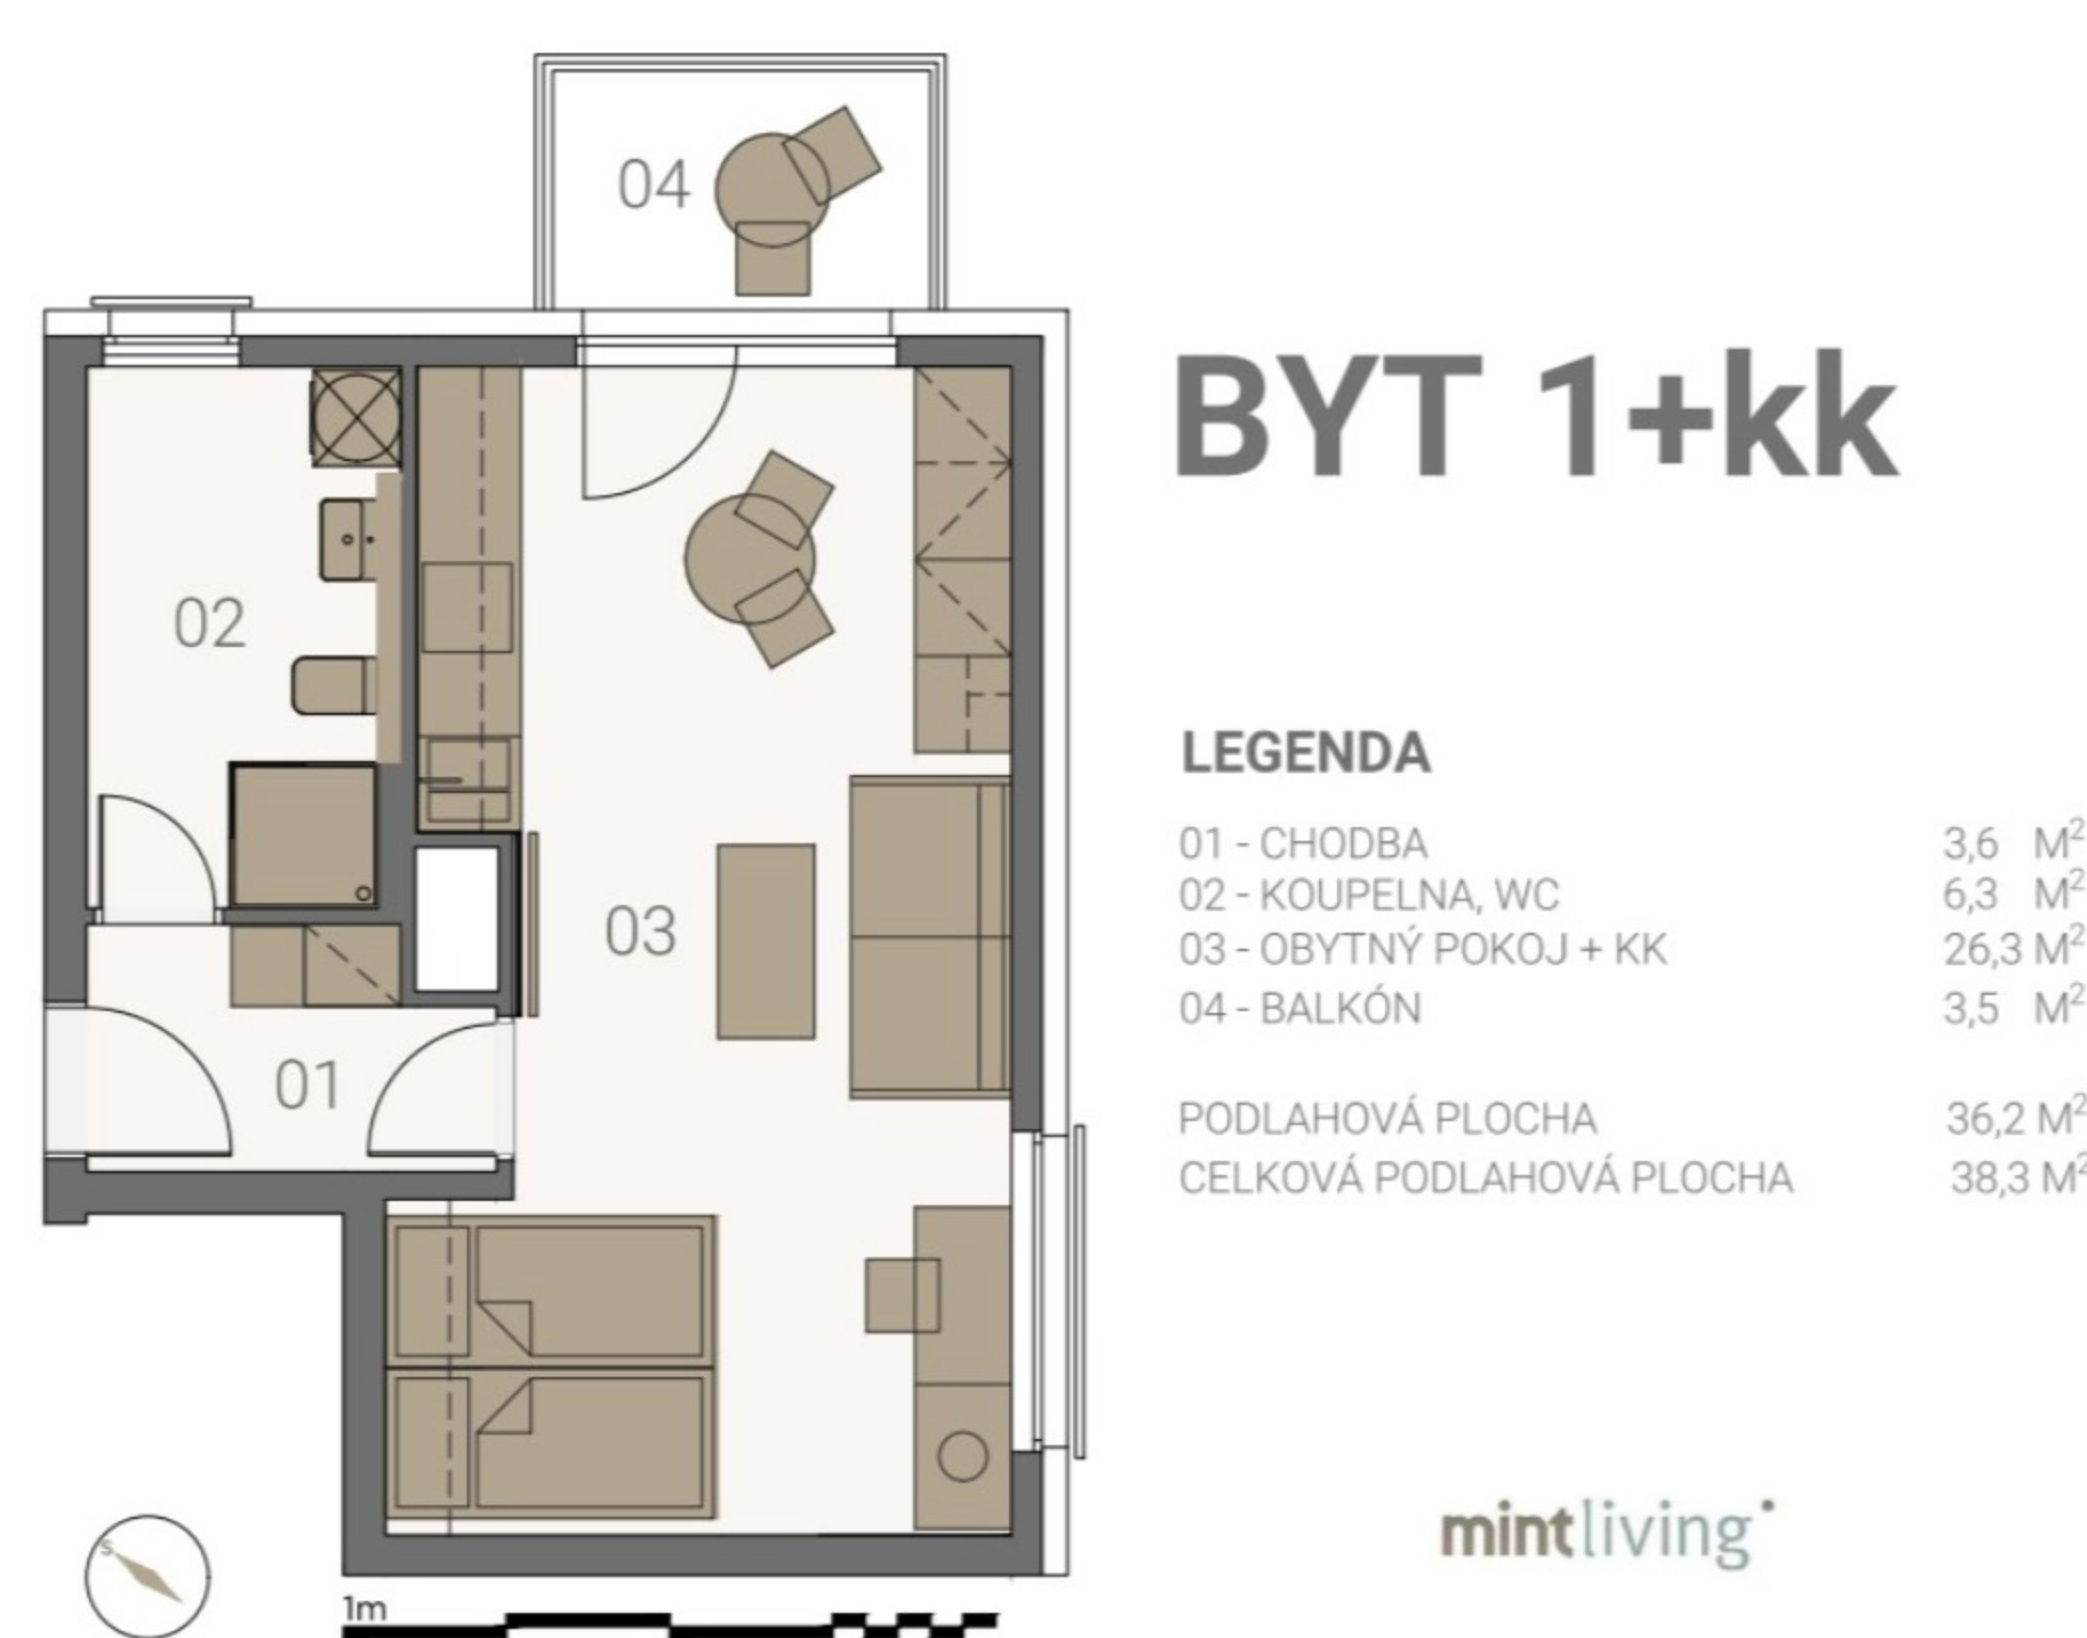 04
BYT 1+kk
02
LEGENDA
01 - CHODBA 3,6 M²
02 - KOUPELNA, WC 6,3 M²
03 - OBYTNÝ POKOJ + KK 26,3 M²
04 - BALKÓN 3,5 M²
03
01
PODLAHOVÁ PLOCHA 36,2 M²
CELKOVÁ PODLAHOVÁ PLOCHA 38,3 M²
mintliving
S
1m